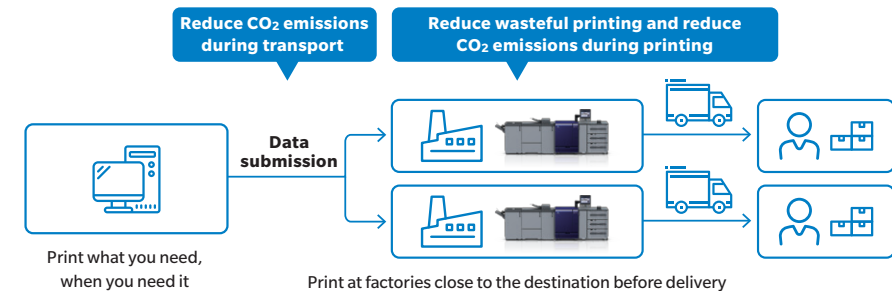 Reduce CO₂ emissions
during transport
Reduce wasteful printing and reduce
CO₂ emissions during printing
Data
submission
Print what you need,
when you need it
Print at factories close to the destination before delivery